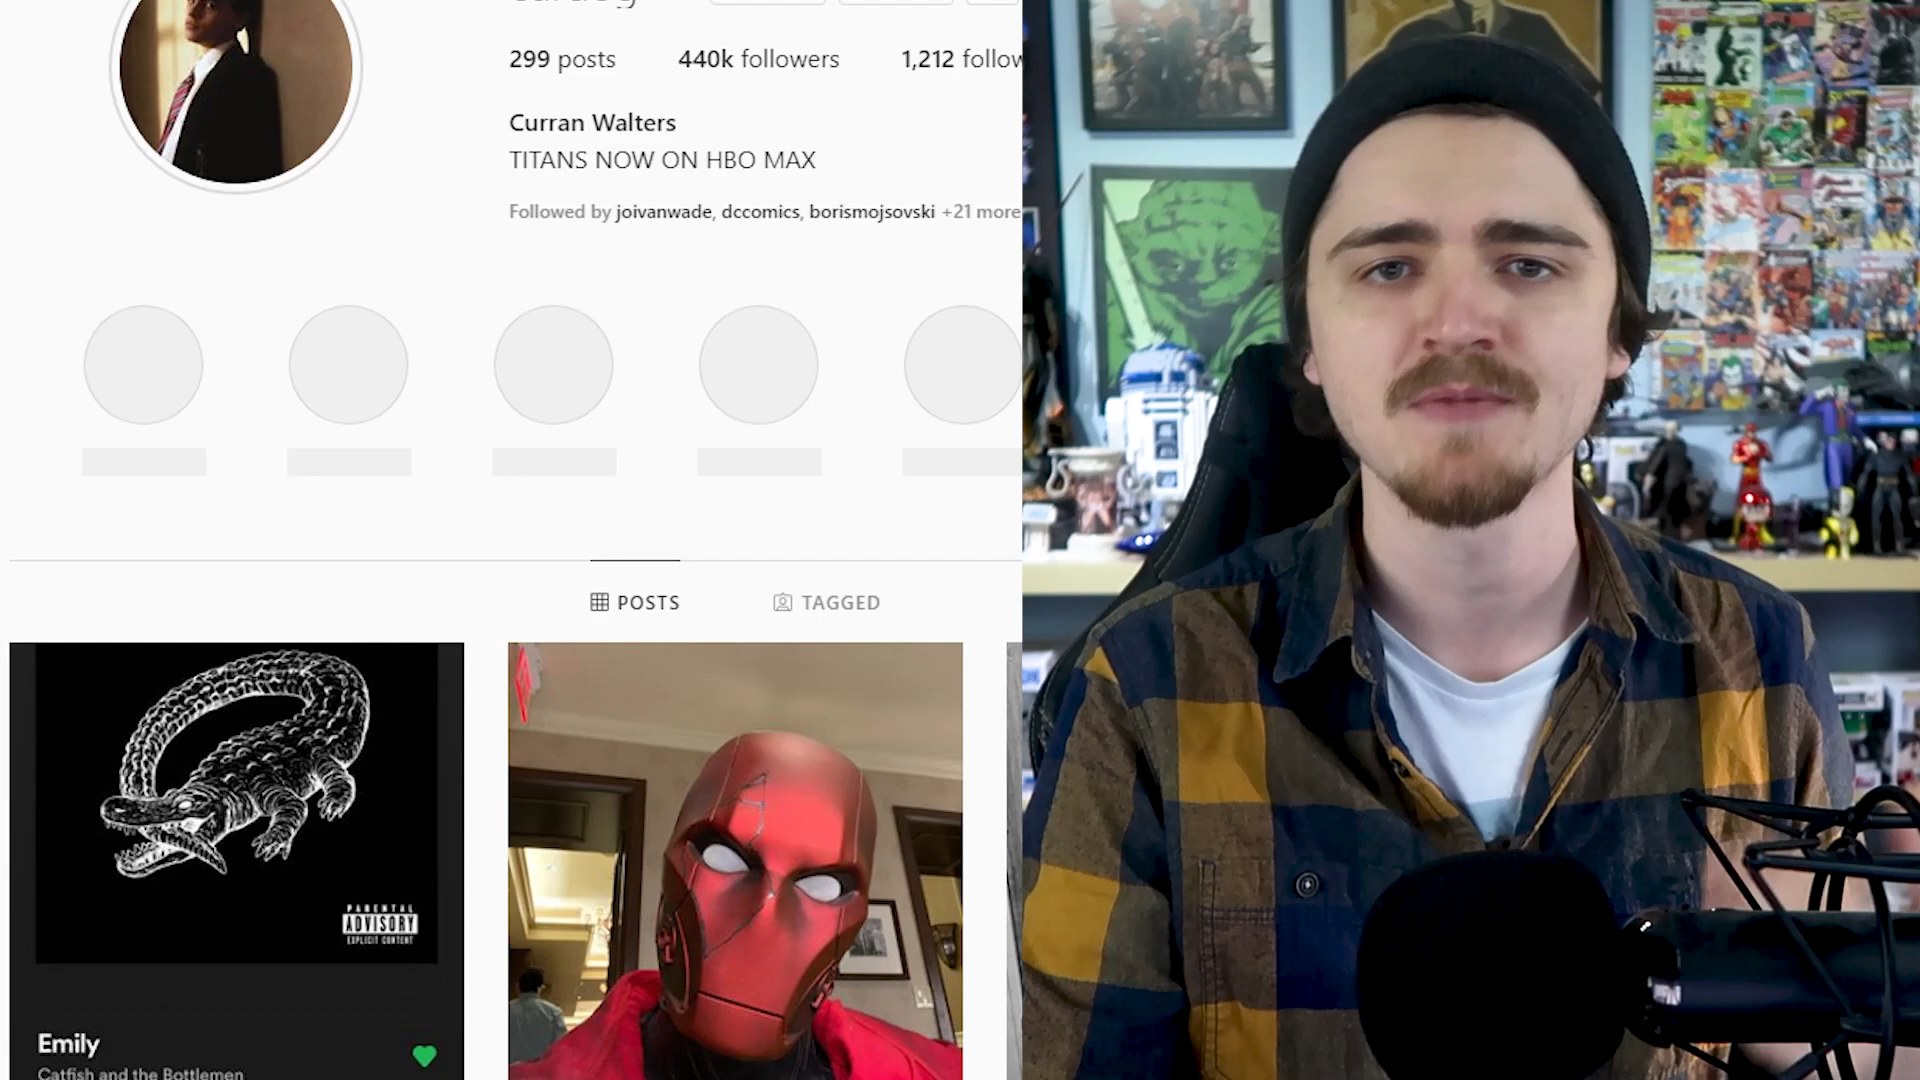 299 posts 440k followers 1,212 follow
Curran Walters
TITANS NOW ON HBO MAX
Followed by joivanwade, dccomics, borismojsovski +21 more
POSTS TAGGED
PARENTAL
ADVISORY
EXPLICIT CONTENT
Emily
Catfish and the Bottlemen